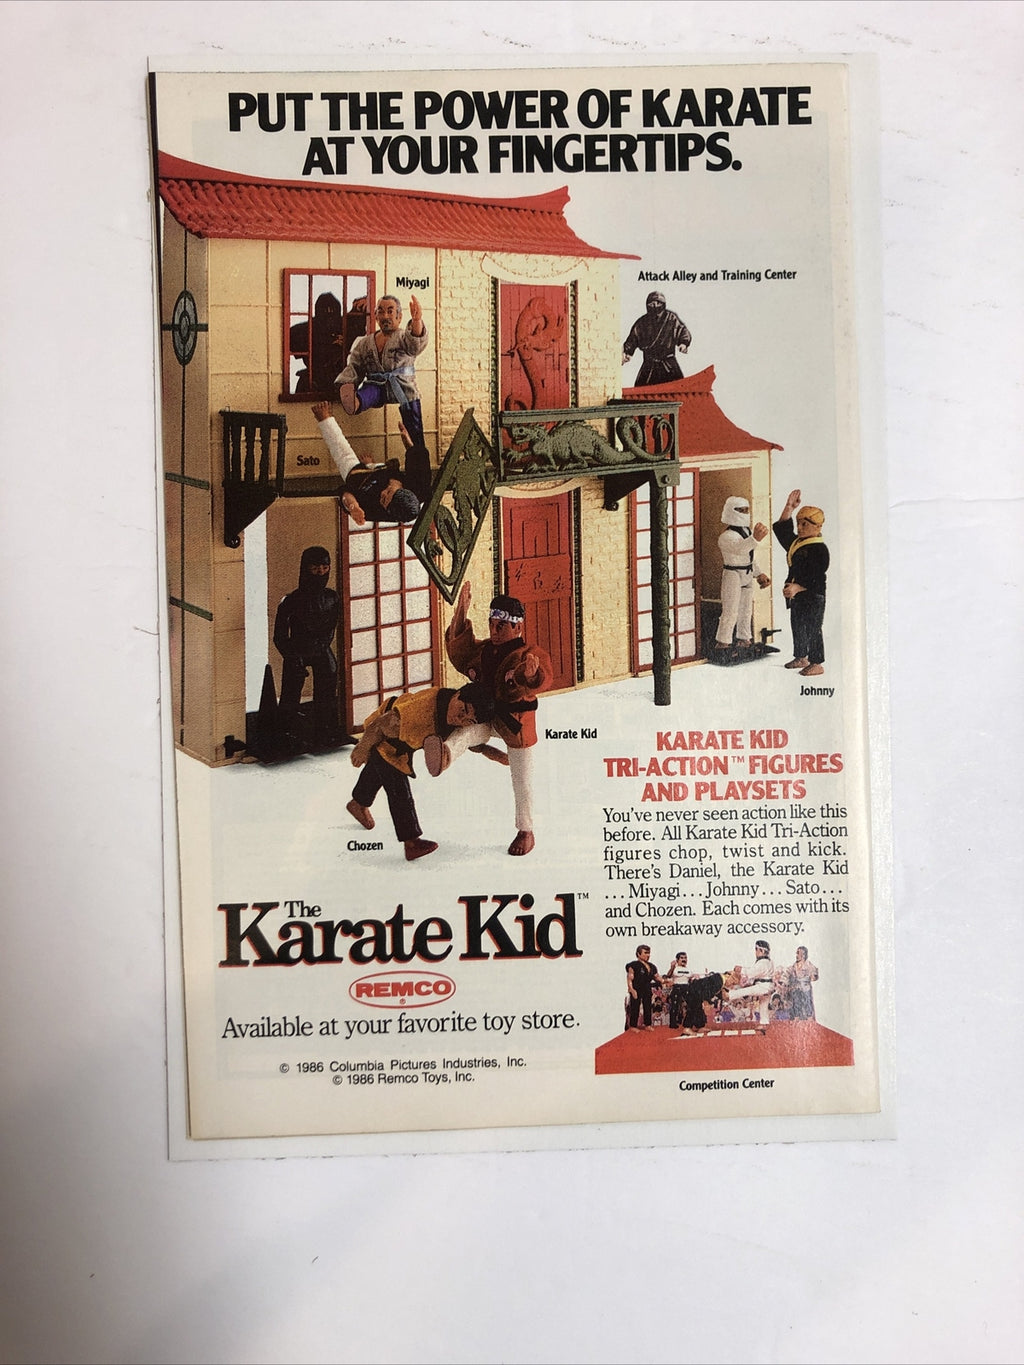 PUT THE POWER OF KARATE
AT YOUR FINGERTIPS.
Miyagi
Attack Alley and Training Center
Sato
Johnny
Karate Kid
Chozen
KARATE KID
TRI-ACTION™ FIGURES
AND PLAYSETS
You've never seen action like this
before. All Karate Kid Tri-Action
figures chop, twist and kick.
There's Daniel, the Karate Kid
...Miyagi...Johnny...Sato...
and Chozen. Each comes with its
own breakaway accessory.
The
Karate Kid™
REMCO
®
Available at your favorite toy store.
© 1986 Columbia Pictures Industries, Inc.
© 1986 Remco Toys, Inc.
Competition Center